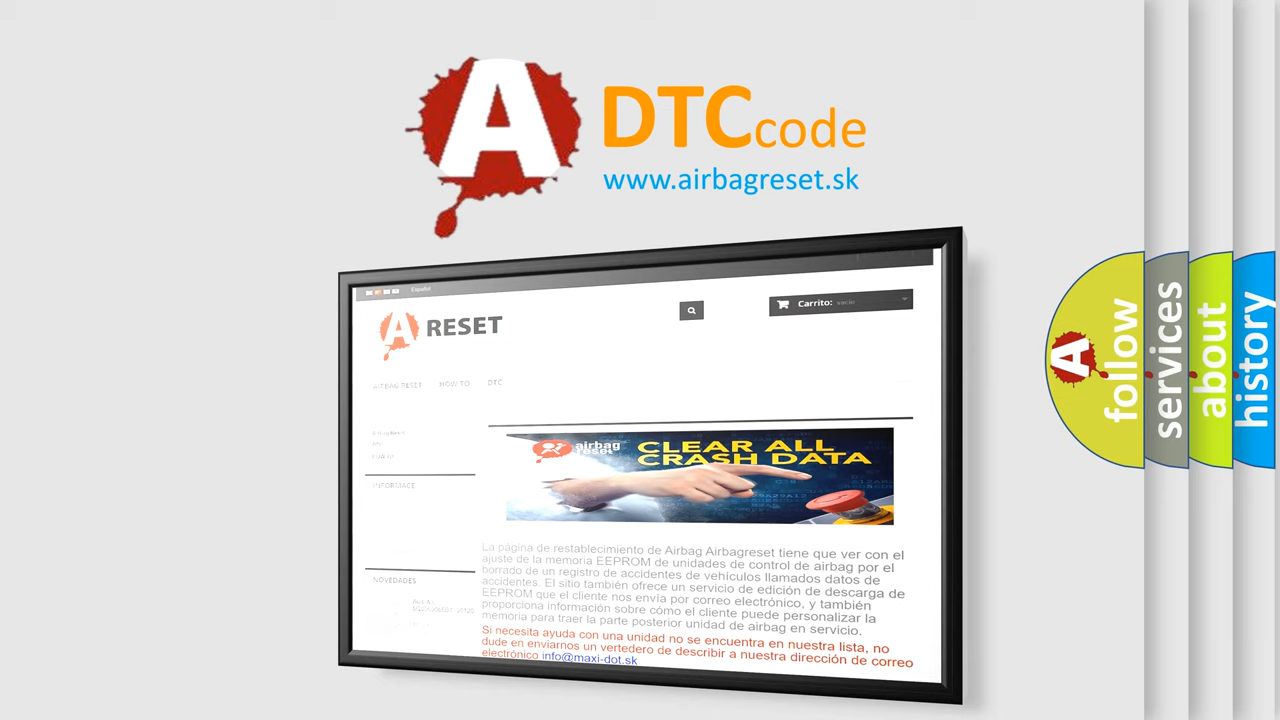 A
DTCcode
www.airbagreset.sk
Español
A RESET
Carrito: vacío
AIRBAG RESET HOW TO DTC
airbag
reset
CLEAR ALL
CRASH DATA
INFORMACE
NOVEDADES
La página de restablecimiento de Airbag Airbagreset tiene que ver con el
ajuste de la memoria EEPROM de unidades de control de airbag por el
borrado de un registro de accidentes de vehículos llamados datos de
accidentes. El sitio también ofrece un servicio de edición de descarga de
EEPROM que el cliente nos envía por correo electrónico, y también
proporciona información sobre cómo el cliente puede personalizar la
memoria para traer la parte posterior unidad de airbag en servicio.
Si necesita ayuda con una unidad no se encuentra en nuestra lista, no
dude en enviarnos un vertedero de describir a nuestra dirección de correo
electrónico info@maxi-dot.sk
A
follow
services
about
history